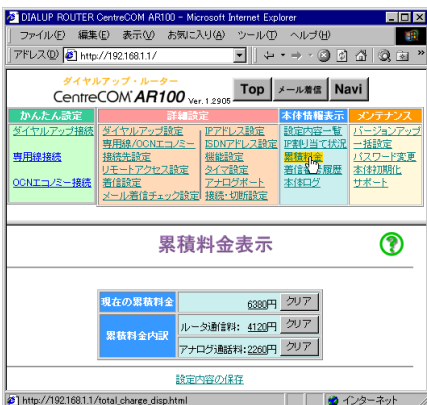 DIALUP ROUTER CentreCOM AR100 - Microsoft Internet Explorer
ファイル(F) 編集(E) 表示(V) お気に入り(A) ツール(T) ヘルプ(H)
アドレス(D) http://192.168.1.1/
ダイヤルアップ・ルーター
CentreCOM AR100 Ver. 1.2905 Top メール着信 Navi
かんたん設定 詳細設定 本体情報表示 メンテナンス
ダイヤルアップ接続 ダイヤルアップ設定 IPアドレス設定 設定内容一覧 バージョンアップ
専用線/OCNエコノミー ISDNアドレス設定 IP割り当て状況 一括設定
専用線接続 接続先設定 機能設定 累積料金 パスワード変更
リモートアクセス設定 タイマ設定 着信 履歴 本体初期化
OCNエコノミー接続 着信設定 アナログポート 本体ログ サポート
メール着信チェック設定 接続・切断設定
累積料金表示 ?
現在の累積料金 6380円 クリア
累積料金内訳 ルータ通信料: 4120円 クリア
アナログ通話料: 2260円 クリア
設定内容の保存
http://192.168.1.1/total_charge_disp.html インターネット